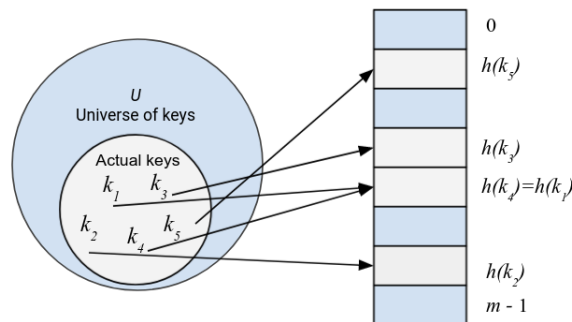 U
Universe of keys
Actual keys
k₁
k₃
k₂
k₄
k₅
0
h(k₅)
h(k₃)
h(k₄)=h(k₁)
h(k₂)
m - 1